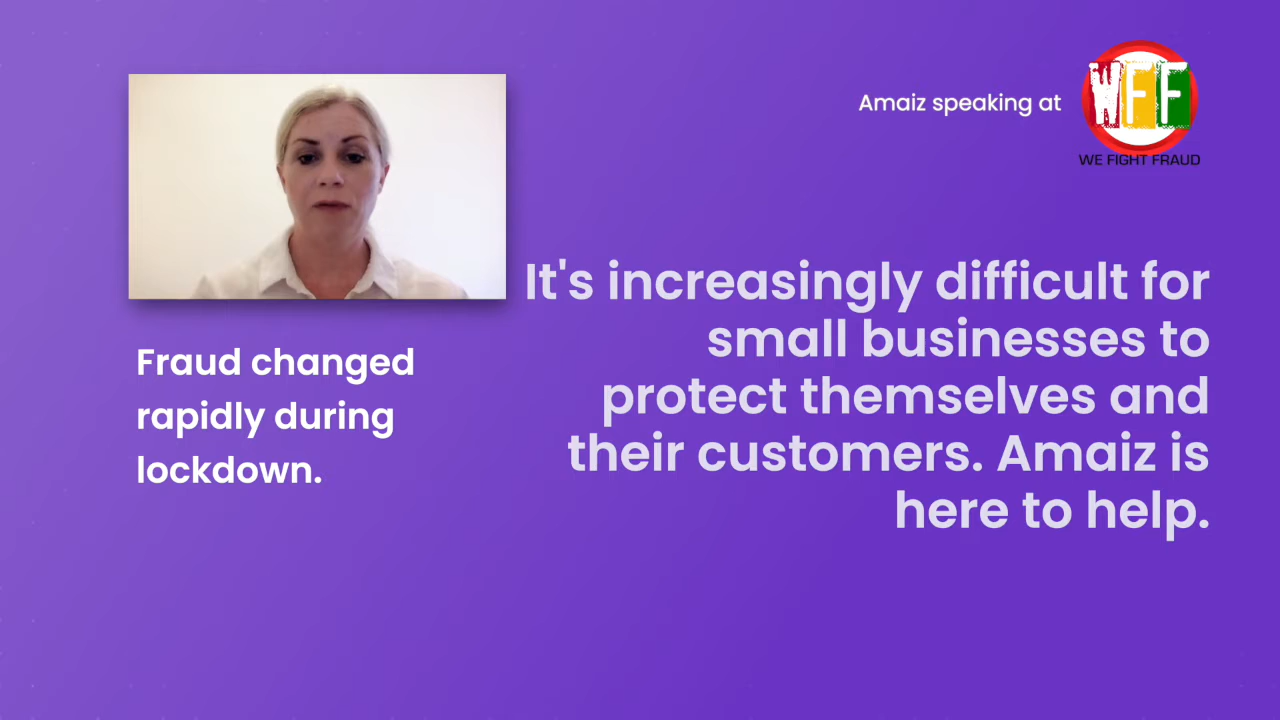 Amaiz speaking at
WFF
WE FIGHT FRAUD
It's increasingly difficult for
small businesses to
protect themselves and
their customers. Amaiz is
here to help.
Fraud changed
rapidly during
lockdown.